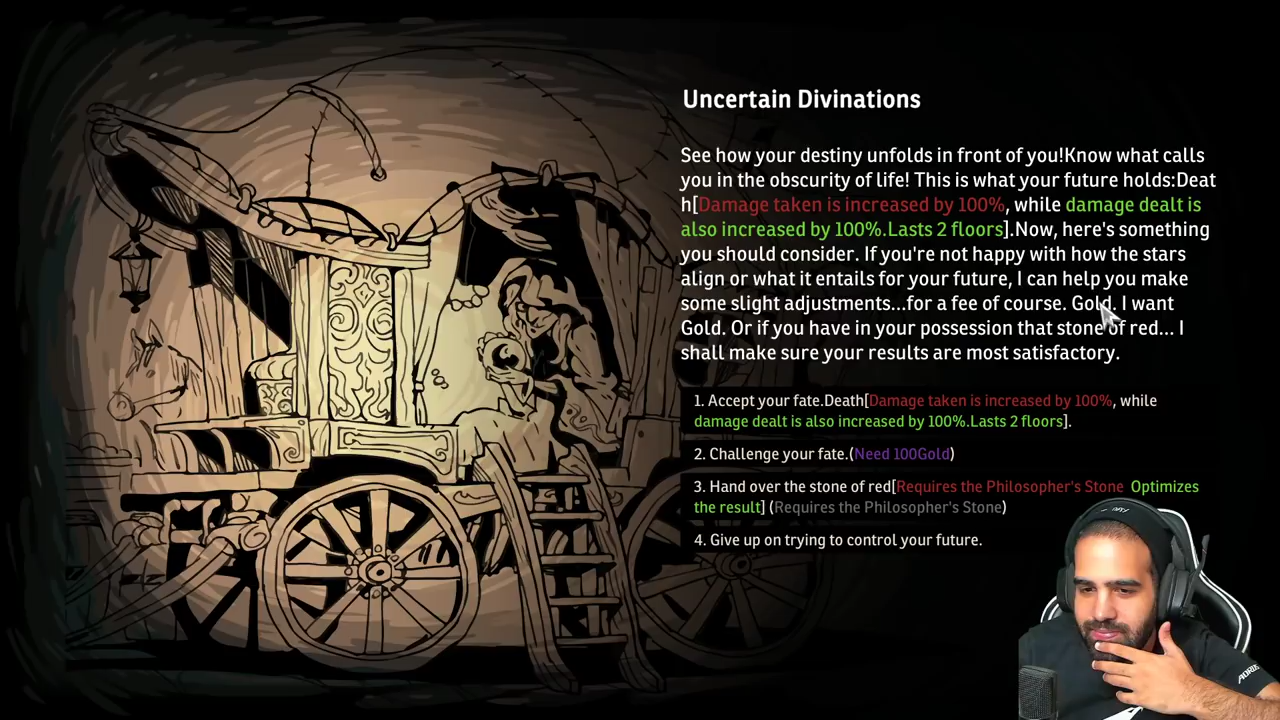 Uncertain Divinations
See how your destiny unfolds in front of you!Know what calls
you in the obscurity of life! This is what your future holds:Deat
h[Damage taken is increased by 100%, while damage dealt is
also increased by 100%.Lasts 2 floors].Now, here's something
you should consider. If you're not happy with how the stars
align or what it entails for your future, I can help you make
some slight adjustments...for a fee of course. Gold. I want
Gold. Or if you have in your possession that stone of red... I
shall make sure your results are most satisfactory.
1. Accept your fate.Death[Damage taken is increased by 100%, while
damage dealt is also increased by 100%.Lasts 2 floors].
2. Challenge your fate.(Need 100Gold)
3. Hand over the stone of red[Requires the Philosopher's Stone Optimizes
the result] (Requires the Philosopher's Stone)
4. Give up on trying to control your future.